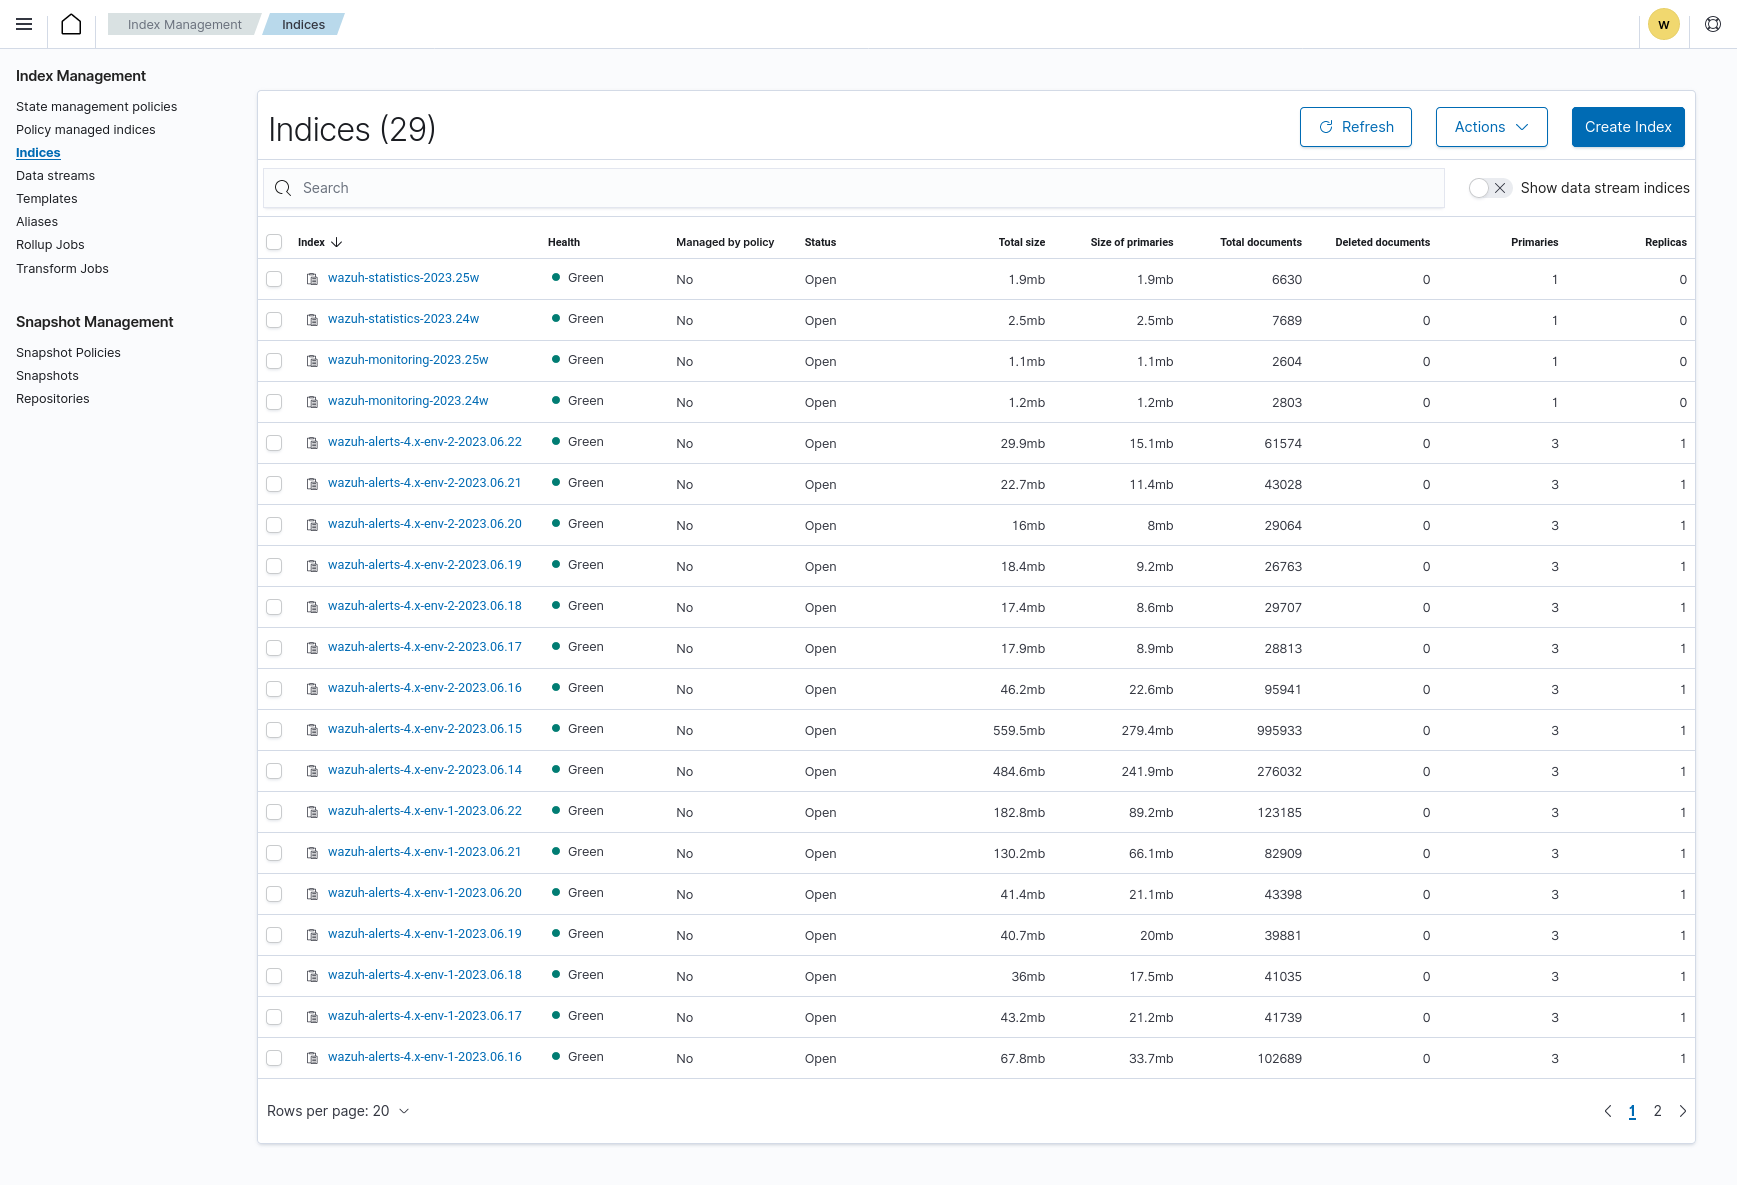 Index Management Indices W
Index Management
State management policies
Policy managed indices
Indices
Data streams
Templates
Aliases
Rollup Jobs
Transform Jobs
Snapshot Management
Snapshot Policies
Snapshots
Repositories
Indices (29) Refresh Actions Create Index
Search Show data stream indices
Index Health Managed by policy Status Total size Size of primaries Total documents Deleted documents Primaries Replicas
wazuh-statistics-2023.25w Green No Open 1.9mb 1.9mb 6630 0 1 0
wazuh-statistics-2023.24w Green No Open 2.5mb 2.5mb 7689 0 1 0
wazuh-monitoring-2023.25w Green No Open 1.1mb 1.1mb 2604 0 1 0
wazuh-monitoring-2023.24w Green No Open 1.2mb 1.2mb 2803 0 1 0
wazuh-alerts-4.x-env-2-2023.06.22 Green No Open 29.9mb 15.1mb 61574 0 3 1
wazuh-alerts-4.x-env-2-2023.06.21 Green No Open 22.7mb 11.4mb 43028 0 3 1
wazuh-alerts-4.x-env-2-2023.06.20 Green No Open 16mb 8mb 29064 0 3 1
wazuh-alerts-4.x-env-2-2023.06.19 Green No Open 18.4mb 9.2mb 26763 0 3 1
wazuh-alerts-4.x-env-2-2023.06.18 Green No Open 17.4mb 8.6mb 29707 0 3 1
wazuh-alerts-4.x-env-2-2023.06.17 Green No Open 17.9mb 8.9mb 28813 0 3 1
wazuh-alerts-4.x-env-2-2023.06.16 Green No Open 46.2mb 22.6mb 95941 0 3 1
wazuh-alerts-4.x-env-2-2023.06.15 Green No Open 559.5mb 279.4mb 995933 0 3 1
wazuh-alerts-4.x-env-2-2023.06.14 Green No Open 484.6mb 241.9mb 276032 0 3 1
wazuh-alerts-4.x-env-1-2023.06.22 Green No Open 182.8mb 89.2mb 123185 0 3 1
wazuh-alerts-4.x-env-1-2023.06.21 Green No Open 130.2mb 66.1mb 82909 0 3 1
wazuh-alerts-4.x-env-1-2023.06.20 Green No Open 41.4mb 21.1mb 43398 0 3 1
wazuh-alerts-4.x-env-1-2023.06.19 Green No Open 40.7mb 20mb 39881 0 3 1
wazuh-alerts-4.x-env-1-2023.06.18 Green No Open 36mb 17.5mb 41035 0 3 1
wazuh-alerts-4.x-env-1-2023.06.17 Green No Open 43.2mb 21.2mb 41739 0 3 1
wazuh-alerts-4.x-env-1-2023.06.16 Green No Open 67.8mb 33.7mb 102689 0 3 1
Rows per page: 20 1 2